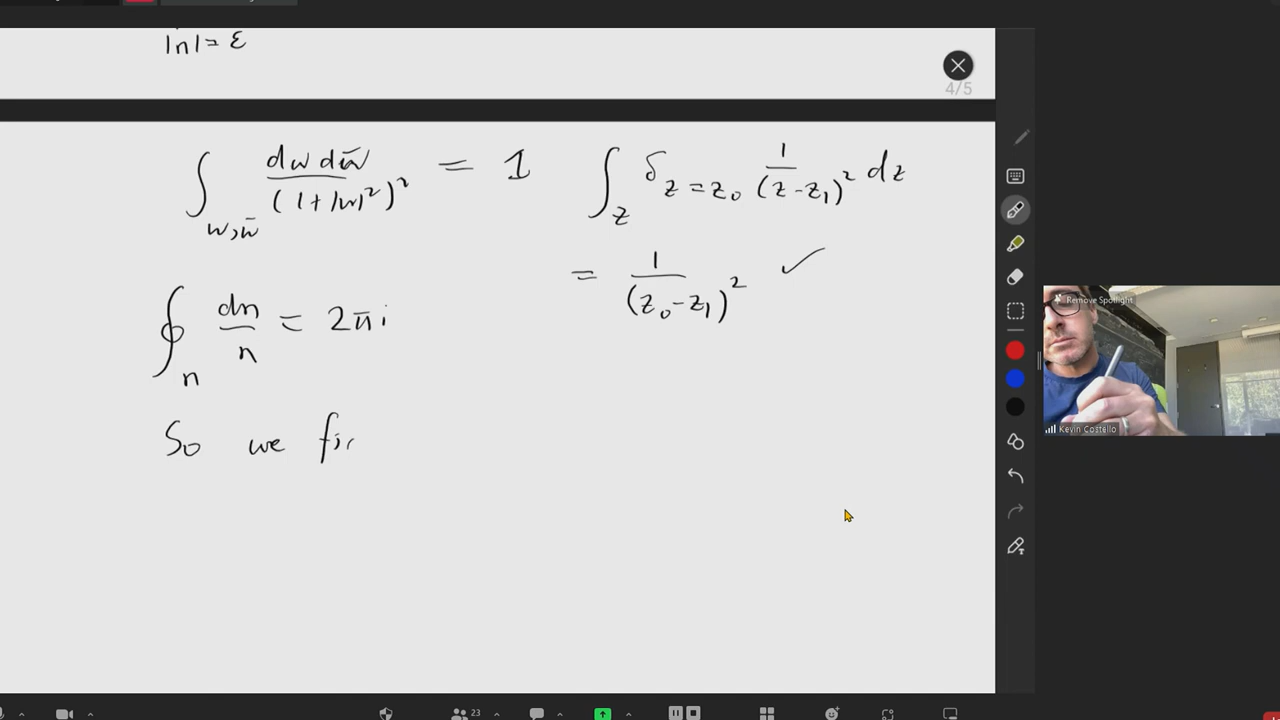 |n| = ε
4/5
∫_{w,w̄} dw dw̄ / (1+|w|²)² = 1
∫_z δ_{z=z₀} 1/(z-z₁)² dz
= 1/(z₀-z₁)² ✓
∮_n dn/n = 2πi
So we fin
Remove Spotlight
Kevin Costello
23